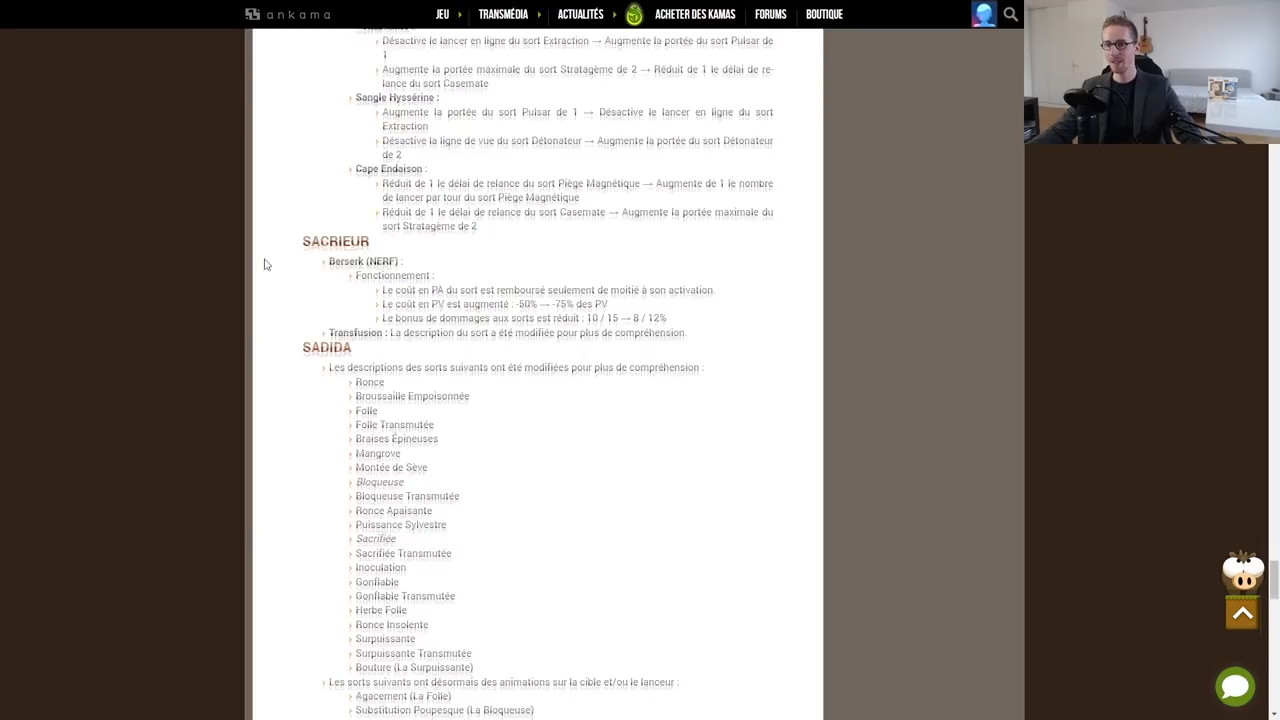 ankama
JEU TRANSMÉDIA ACTUALITÉS ACHETER DES KAMAS FORUMS BOUTIQUE
Désactive le lancer en ligne du sort Extraction → Augmente la portée du sort Pulsar de
1
Augmente la portée maximale du sort Stratagème de 2 → Réduit de 1 le délai de re-
lance du sort Casemate
Sangle Hyssérine :
Augmente la portée du sort Pulsar de 1 → Désactive le lancer en ligne du sort
Extraction
Désactive la ligne de vue du sort Détonateur → Augmente la portée du sort Détonateur
de 2
Cape Endaison :
Réduit de 1 le délai de relance du sort Piège Magnétique → Augmente de 1 le nombre
de lancer par tour du sort Piège Magnétique
Réduit de 1 le délai de relance du sort Casemate → Augmente la portée maximale du
sort Stratagème de 2
SACRIEUR
Berserk (NERF) :
Fonctionnement :
Le coût en PA du sort est remboursé seulement de moitié à son activation.
Le coût en PV est augmenté : -50% → -75% des PV
Le bonus de dommages aux sorts est réduit : 10 / 15 → 8 / 12%
Transfusion : La description du sort a été modifiée pour plus de compréhension.
SADIDA
Les descriptions des sorts suivants ont été modifiées pour plus de compréhension :
Ronce
Broussaille Empoisonnée
Folle
Folle Transmutée
Braises Épineuses
Mangrove
Montée de Sève
Bloqueuse
Bloqueuse Transmutée
Ronce Apaisante
Puissance Sylvestre
Sacrifiée
Sacrifiée Transmutée
Inoculation
Gonflable
Gonflable Transmutée
Herbe Folle
Ronce Insolente
Surpuissante
Surpuissante Transmutée
Bouture (La Surpuissante)
Les sorts suivants ont désormais des animations sur la cible et/ou le lanceur :
Agacement (La Folle)
Substitution Poupesque (La Bloqueuse)